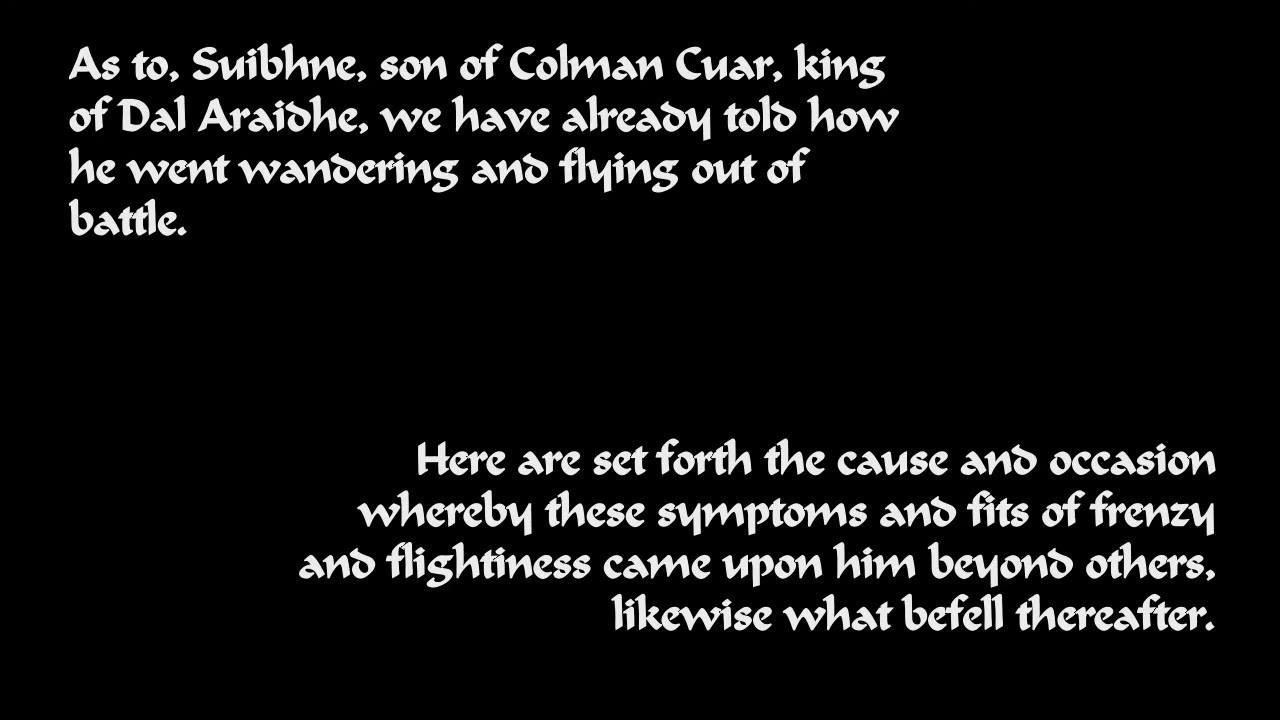 As to, Suibhne, son of Colman Cuar, king
of Dal Araidhe, we have already told how
he went wandering and flying out of
battle.
Here are set forth the cause and occasion
whereby these symptoms and fits of frenzy
and flightiness came upon him beyond others,
likewise what befell thereafter.